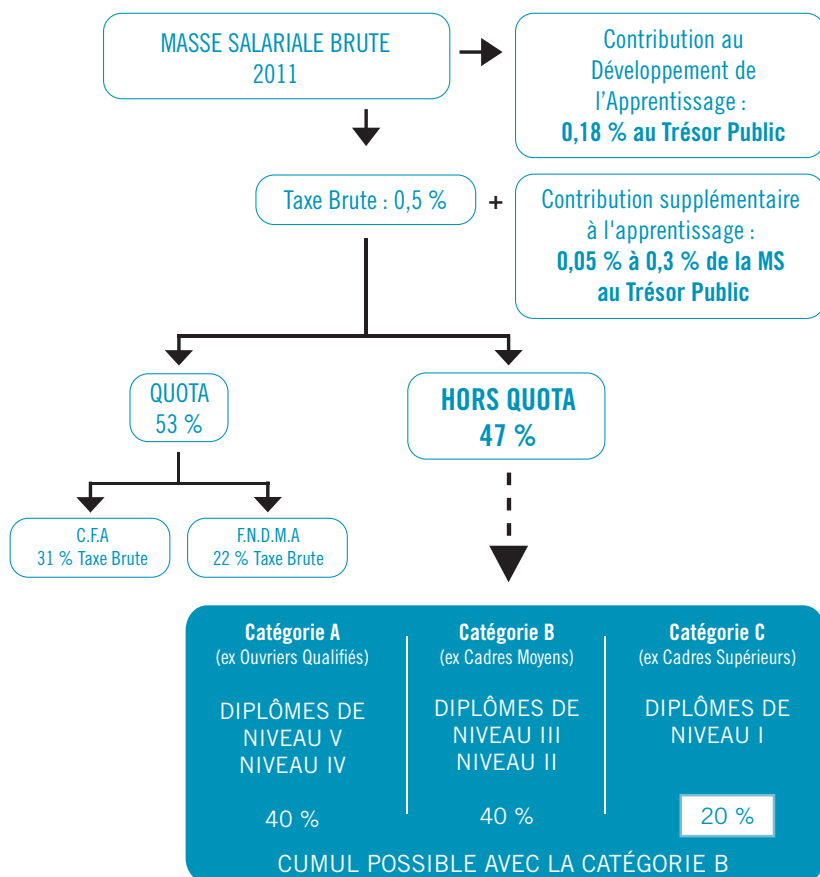 MASSE SALARIALE BRUTE
2011
Contribution au
Développement de
l'Apprentissage :
0,18 % au Trésor Public
Taxe Brute : 0,5 %
+
Contribution supplémentaire
à l'apprentissage :
0,05 % à 0,3 % de la MS
au Trésor Public
QUOTA
53 %
HORS QUOTA
47 %
C.F.A
31 % Taxe Brute
F.N.D.M.A
22 % Taxe Brute
Catégorie A
(ex Ouvriers Qualifiés)
DIPLÔMES DE
NIVEAU V
NIVEAU IV
40 %
Catégorie B
(ex Cadres Moyens)
DIPLÔMES DE
NIVEAU III
NIVEAU II
40 %
Catégorie C
(ex Cadres Supérieurs)
DIPLÔMES DE
NIVEAU I
20 %
CUMUL POSSIBLE AVEC LA CATÉGORIE B